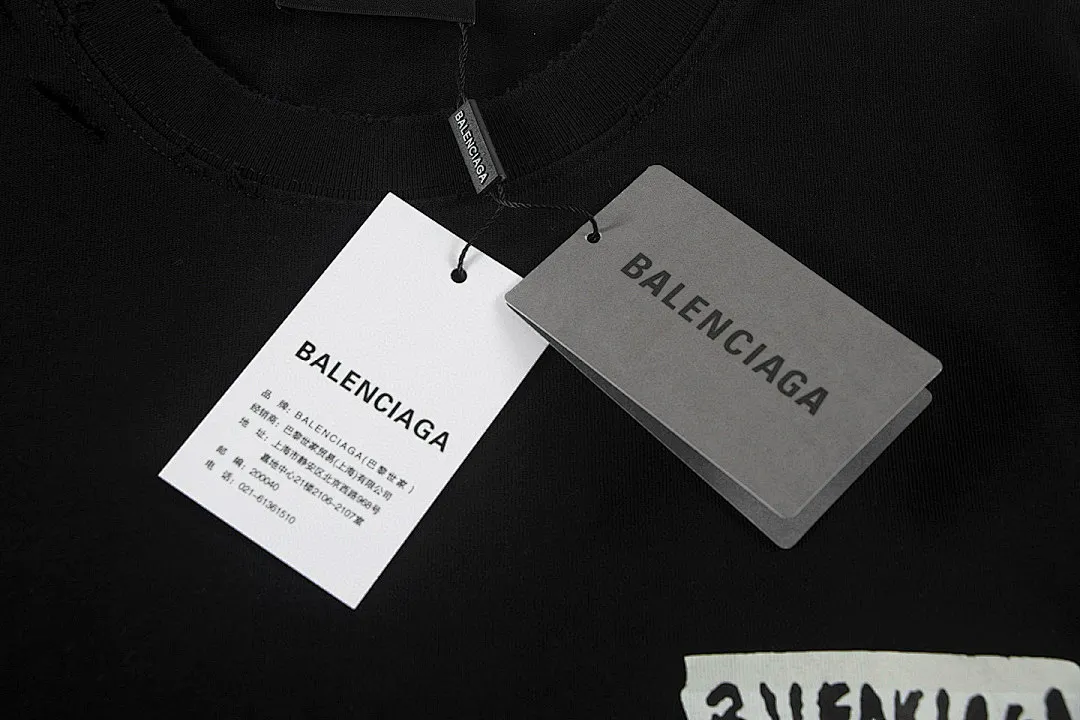 BALENCIAGA
BALENCIAGA
BALENCIAGA
品 牌: BALENCIAGA(巴黎世家)
经销商: 巴黎世家贸易(上海)有限公司
地 址: 上海市静安区北京西路968号
嘉地中心21楼2106-2107室
邮 编: 200040
电 话: 021-61361510